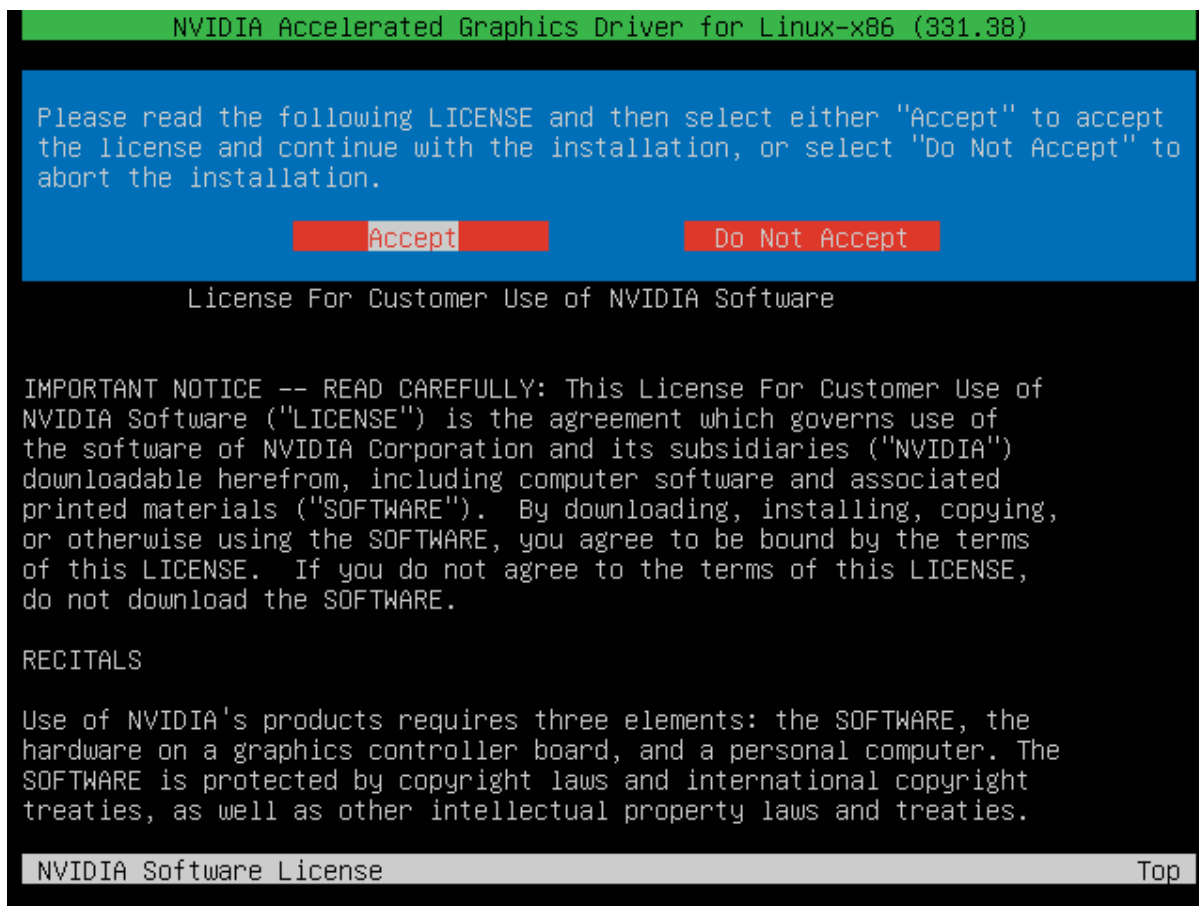 NVIDIA Accelerated Graphics Driver for Linux-x86 (331.38)
Please read the following LICENSE and then select either "Accept" to accept
the license and continue with the installation, or select "Do Not Accept" to
abort the installation.
Accept Do Not Accept
License For Customer Use of NVIDIA Software
IMPORTANT NOTICE -- READ CAREFULLY: This License For Customer Use of
NVIDIA Software ("LICENSE") is the agreement which governs use of
the software of NVIDIA Corporation and its subsidiaries ("NVIDIA")
downloadable herefrom, including computer software and associated
printed materials ("SOFTWARE").  By downloading, installing, copying,
or otherwise using the SOFTWARE, you agree to be bound by the terms
of this LICENSE.  If you do not agree to the terms of this LICENSE,
do not download the SOFTWARE.
RECITALS
Use of NVIDIA's products requires three elements: the SOFTWARE, the
hardware on a graphics controller board, and a personal computer. The
SOFTWARE is protected by copyright laws and international copyright
treaties, as well as other intellectual property laws and treaties.
NVIDIA Software License Top